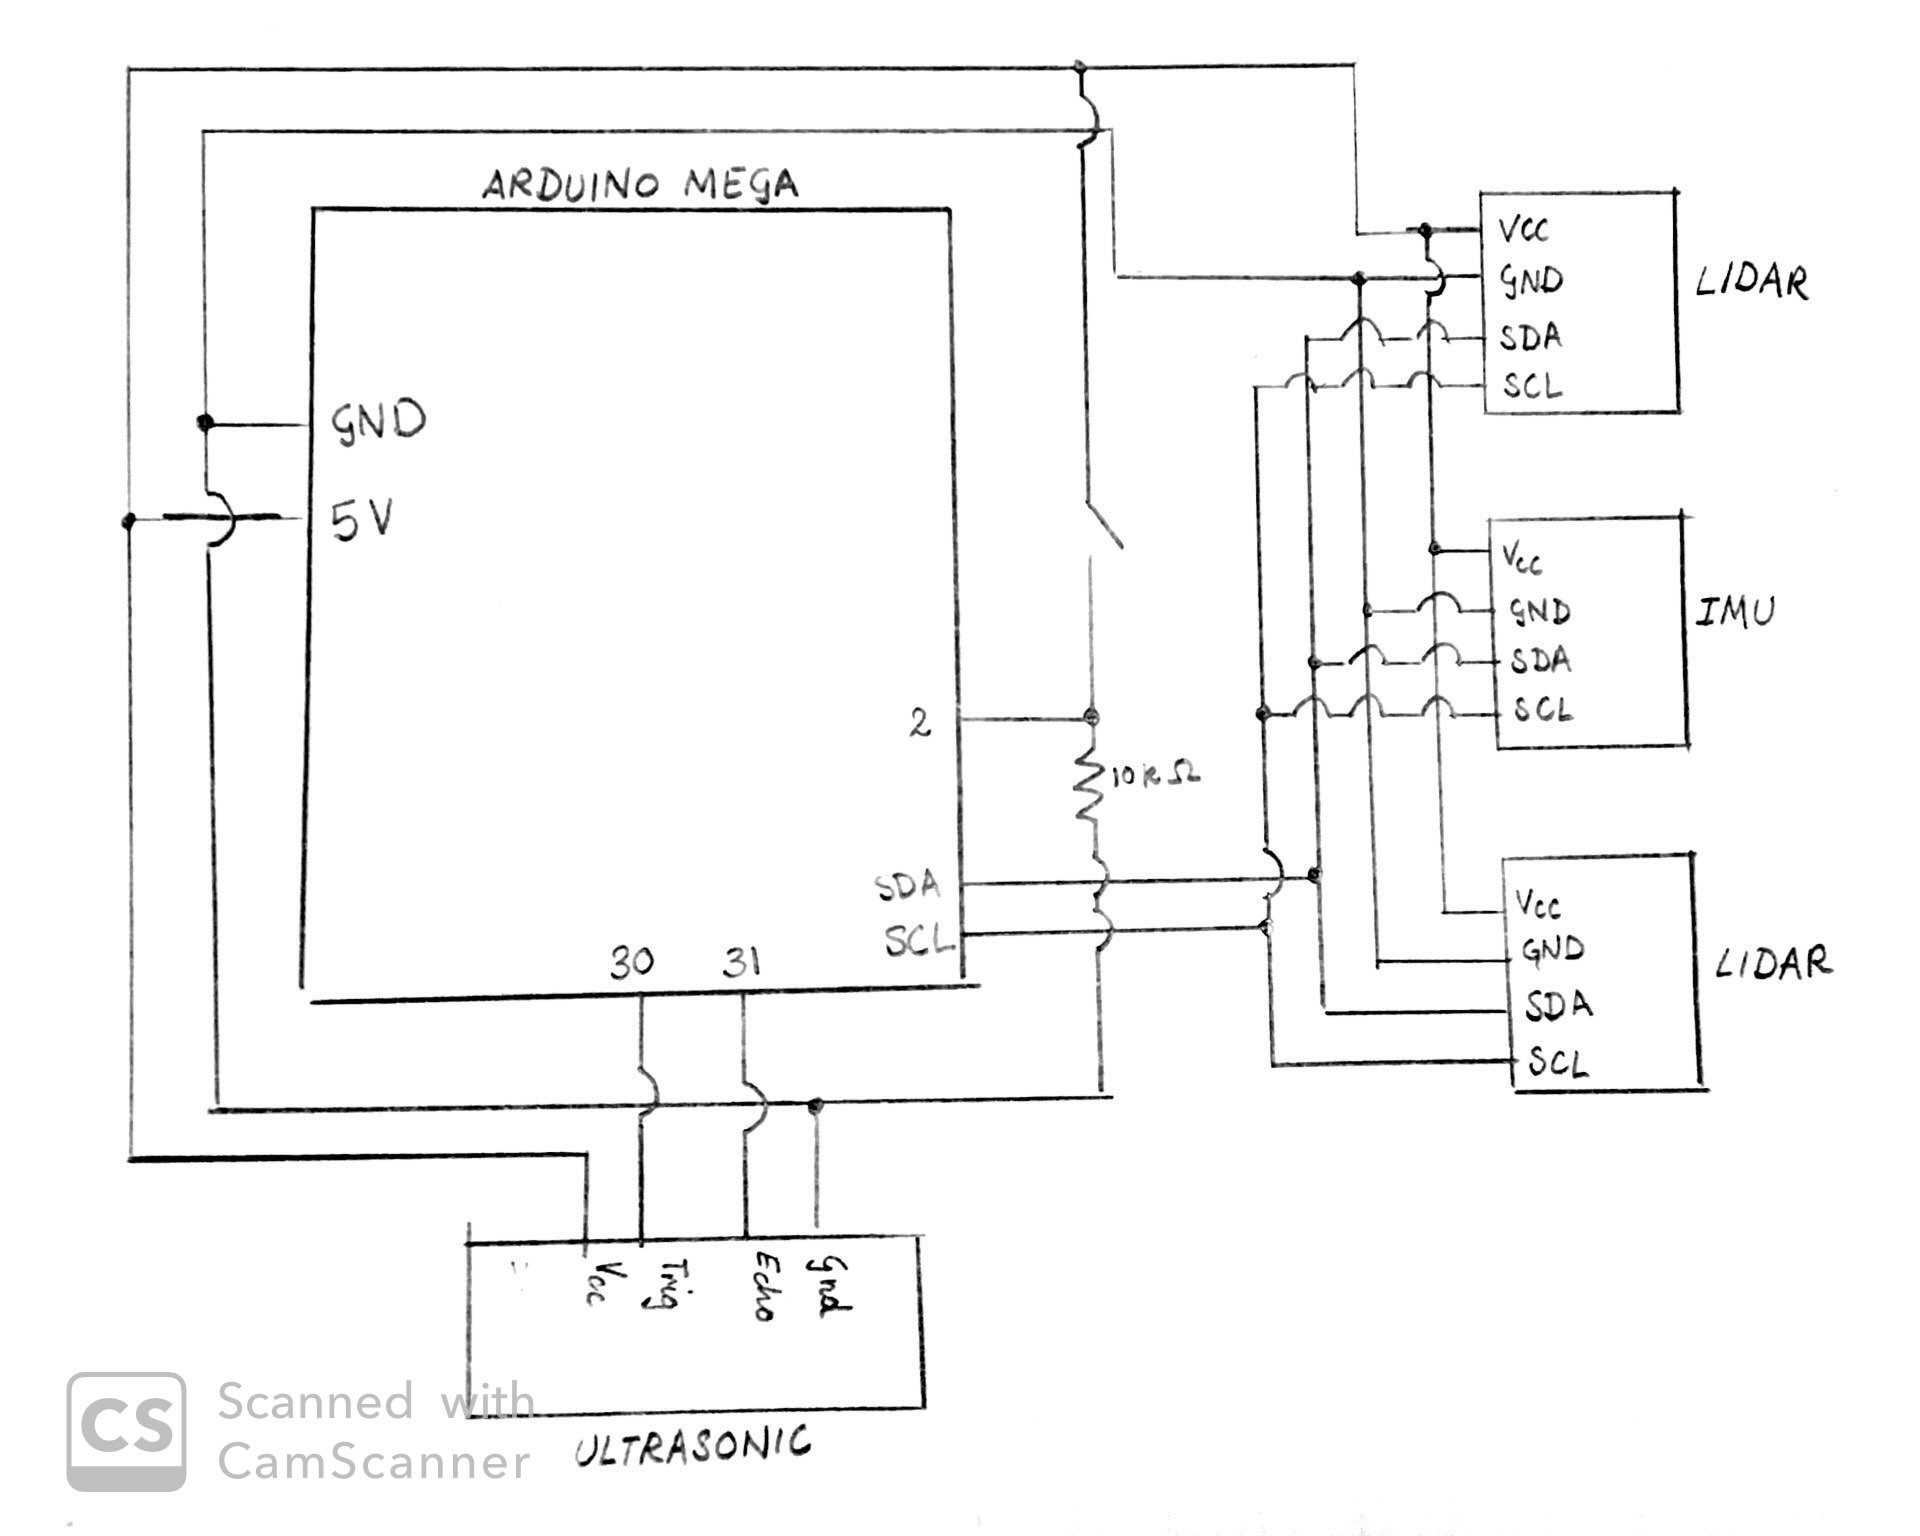 ARDUINO MEGA
GND
5V
2
SDA
SCL
30 31
10kΩ
VCC
GND
SDA
SCL
LIDAR
Vcc
GND
SDA
SCL
IMU
Vcc
GND
SDA
SCL
LIDAR
Vcc Trig Echo Gnd
ULTRASONIC
CS
Scanned with
CamScanner